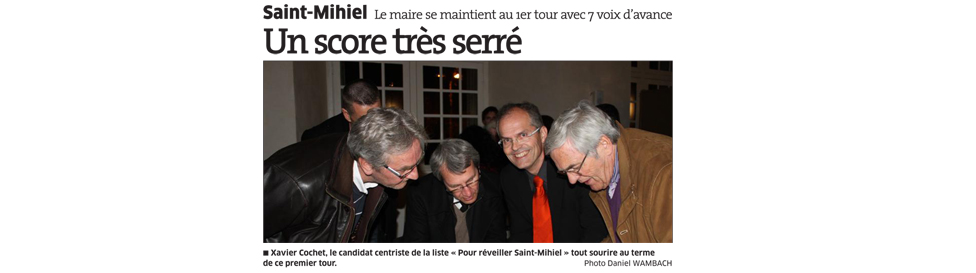 Saint-Mihiel Le maire se maintient au 1er tour avec 7 voix d'avance
Un score très serré
■ Xavier Cochet, le candidat centriste de la liste « Pour réveiller Saint-Mihiel » tout sourire au terme
de ce premier tour. Photo Daniel WAMBACH